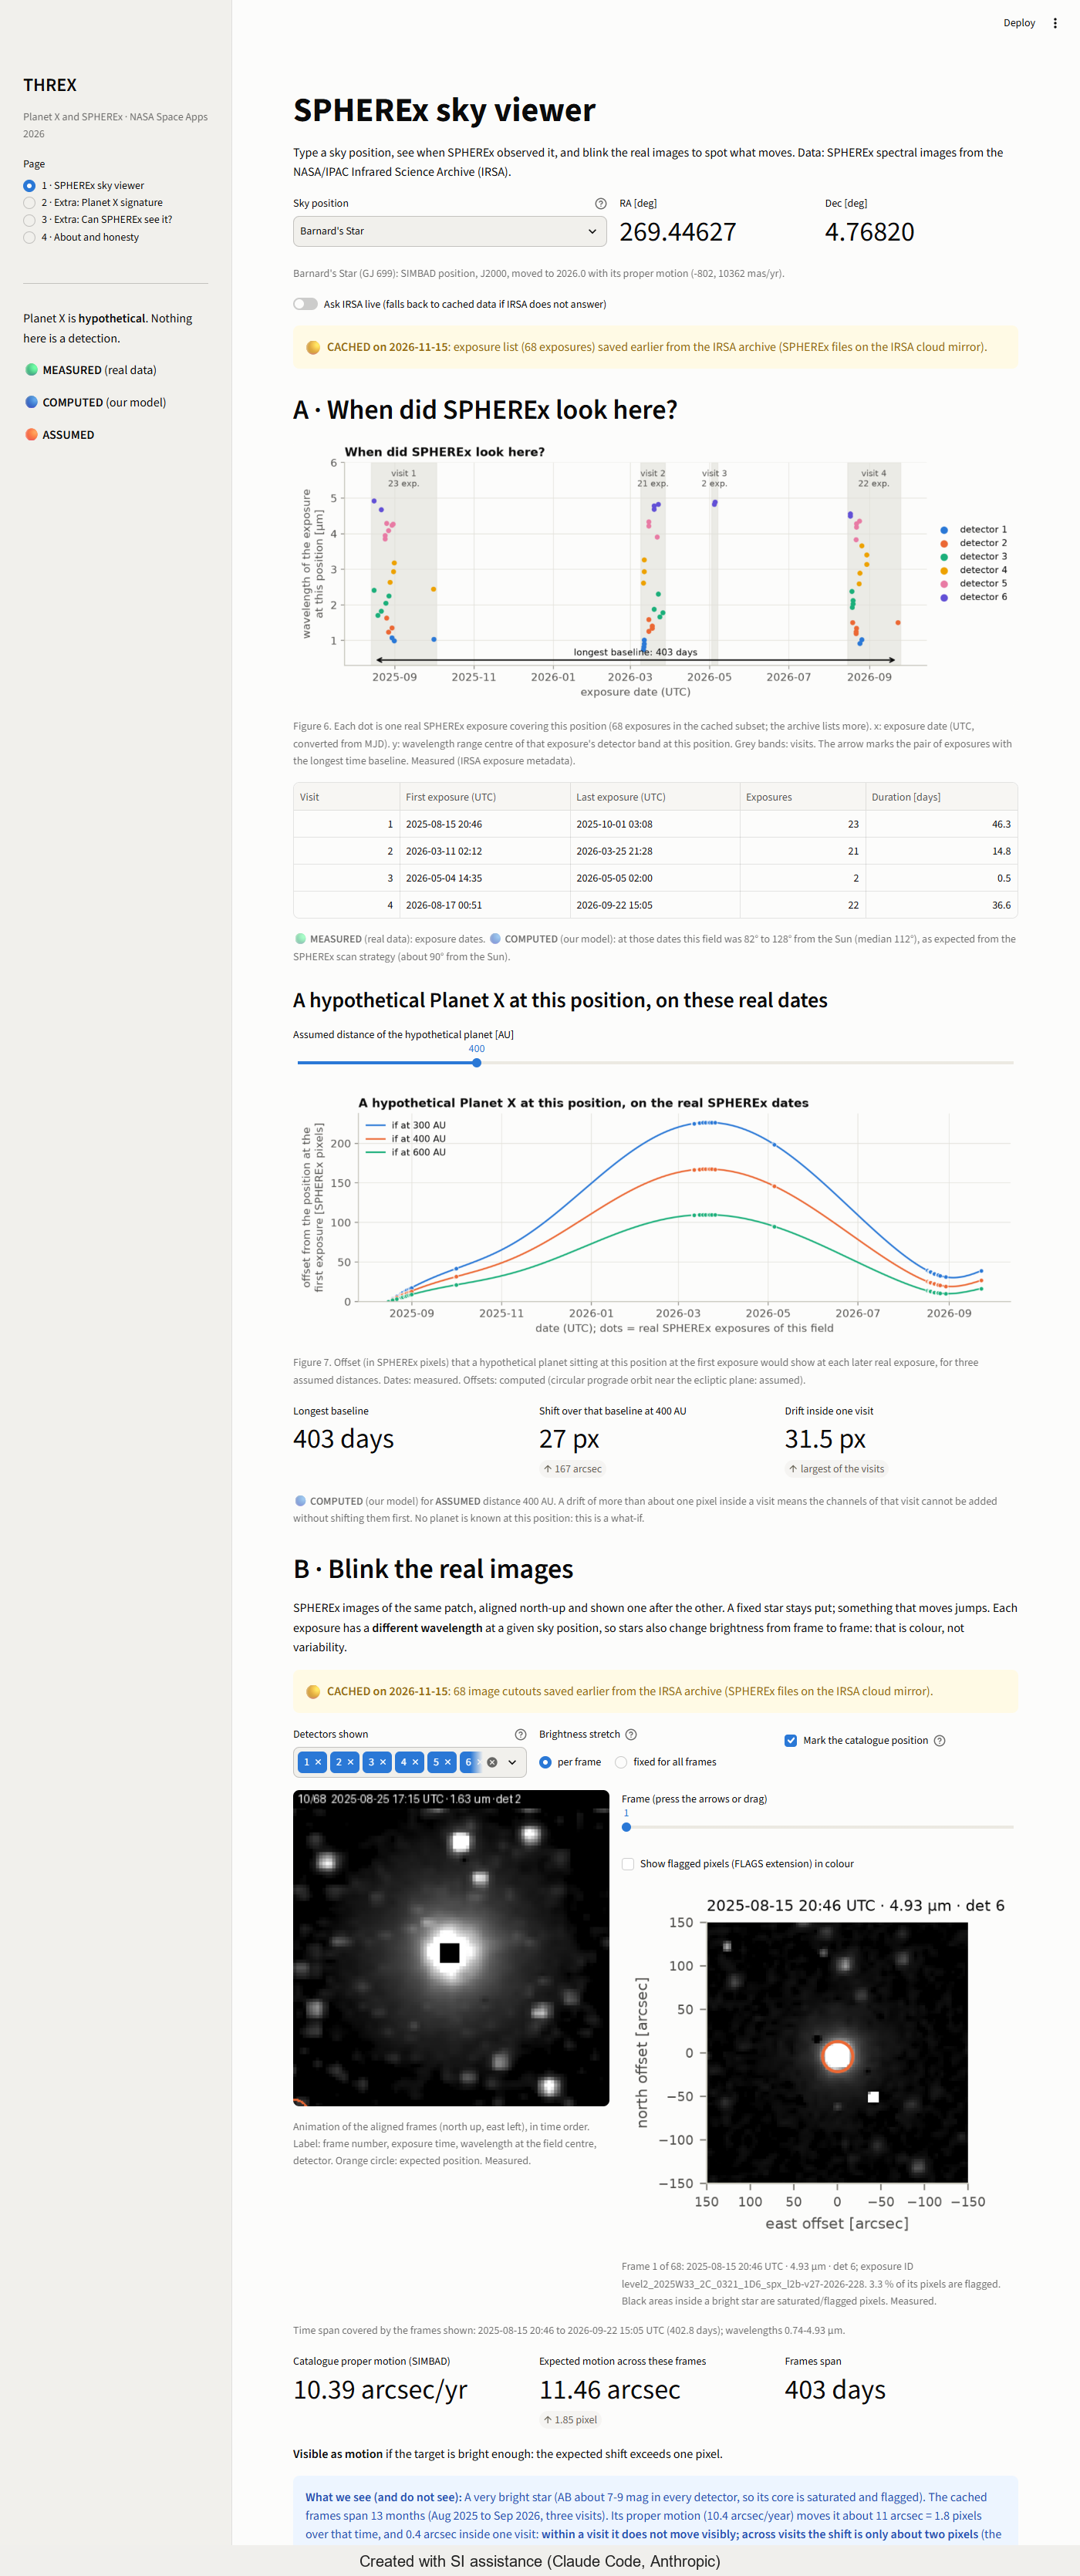 Deploy
THREX
Planet X and SPHEREx · NASA Space Apps
2026
Page
1 · SPHEREx sky viewer
2 · Extra: Planet X signature
3 · Extra: Can SPHEREx see it?
4 · About and honesty
Planet X is hypothetical. Nothing
here is a detection.
MEASURED (real data)
COMPUTED (our model)
ASSUMED
SPHEREx sky viewer
Type a sky position, see when SPHEREx observed it, and blink the real images to spot what moves. Data: SPHEREx spectral images from the
NASA/IPAC Infrared Science Archive (IRSA).
Sky position
RA [deg]
Dec [deg]
Barnard's Star
269.44627
4.76820
Barnard's Star (GJ 699): SIMBAD position, J2000, moved to 2026.0 with its proper motion (-802, 10362 mas/yr).
Ask IRSA live (falls back to cached data if IRSA does not answer)
CACHED on 2026-11-15: exposure list (68 exposures) saved earlier from the IRSA archive (SPHEREx files on the IRSA cloud mirror).
A · When did SPHEREx look here?
When did SPHEREx look here?
wavelength of the exposure
at this position [µm]
6
5
4
3
2
1
visit 1
23 exp.
visit 2
21 exp.
visit 3
2 exp.
visit 4
22 exp.
detector 1
detector 2
detector 3
detector 4
detector 5
detector 6
longest baseline: 403 days
2025-09 2025-11 2026-01 2026-03 2026-05 2026-07 2026-09
exposure date (UTC)
Figure 6. Each dot is one real SPHEREx exposure covering this position (68 exposures in the cached subset; the archive lists more). x: exposure date (UTC,
converted from MJD). y: wavelength range centre of that exposure's detector band at this position. Grey bands: visits. The arrow marks the pair of exposures with
the longest time baseline. Measured (IRSA exposure metadata).
Visit First exposure (UTC) Last exposure (UTC) Exposures Duration [days]
1 2025-08-15 20:46 2025-10-01 03:08 23 46.3
2 2026-03-11 02:12 2026-03-25 21:28 21 14.8
3 2026-05-04 14:35 2026-05-05 02:00 2 0.5
4 2026-08-17 00:51 2026-09-22 15:05 22 36.6
MEASURED (real data): exposure dates. COMPUTED (our model): at those dates this field was 82° to 128° from the Sun (median 112°), as expected from the
SPHEREx scan strategy (about 90° from the Sun).
A hypothetical Planet X at this position, on these real dates
Assumed distance of the hypothetical planet [AU]
400
A hypothetical Planet X at this position, on the real SPHEREx dates
offset from the position at the
first exposure [SPHEREx pixels]
200
150
100
50
0
if at 300 AU
if at 400 AU
if at 600 AU
2025-09 2025-11 2026-01 2026-03 2026-05 2026-07 2026-09
date (UTC); dots = real SPHEREx exposures of this field
Figure 7. Offset (in SPHEREx pixels) that a hypothetical planet sitting at this position at the first exposure would show at each later real exposure, for three
assumed distances. Dates: measured. Offsets: computed (circular prograde orbit near the ecliptic plane: assumed).
Longest baseline
Shift over that baseline at 400 AU
Drift inside one visit
403 days
27 px
31.5 px
↑ 167 arcsec
↑ largest of the visits
COMPUTED (our model) for ASSUMED distance 400 AU. A drift of more than about one pixel inside a visit means the channels of that visit cannot be added
without shifting them first. No planet is known at this position: this is a what-if.
B · Blink the real images
SPHEREx images of the same patch, aligned north-up and shown one after the other. A fixed star stays put; something that moves jumps. Each
exposure has a different wavelength at a given sky position, so stars also change brightness from frame to frame: that is colour, not
variability.
CACHED on 2026-11-15: 68 image cutouts saved earlier from the IRSA archive (SPHEREx files on the IRSA cloud mirror).
Detectors shown
Brightness stretch
Mark the catalogue position
1 × 2 × 3 × 4 × 5 × 6
per frame
fixed for all frames
10/68 2025-08-25 17:15 UTC · 1.63 um · det 2
Frame (press the arrows or drag)
1
Show flagged pixels (FLAGS extension) in colour
2025-08-15 20:46 UTC · 4.93 µm · det 6
north offset [arcsec]
150
100
50
0
−50
−100
−150
150 100 50 0 −50 −100 −150
east offset [arcsec]
Animation of the aligned frames (north up, east left), in time order.
Label: frame number, exposure time, wavelength at the field centre,
detector. Orange circle: expected position. Measured.
Frame 1 of 68: 2025-08-15 20:46 UTC · 4.93 µm · det 6; exposure ID
level2_2025W33_2C_0321_1D6_spx_l2b-v27-2026-228. 3.3 % of its pixels are flagged.
Black areas inside a bright star are saturated/flagged pixels. Measured.
Time span covered by the frames shown: 2025-08-15 20:46 to 2026-09-22 15:05 UTC (402.8 days); wavelengths 0.74-4.93 µm.
Catalogue proper motion (SIMBAD)
Expected motion across these frames
Frames span
10.39 arcsec/yr
11.46 arcsec
403 days
↑ 1.85 pixel
Visible as motion if the target is bright enough: the expected shift exceeds one pixel.
What we see (and do not see): A very bright star (AB about 7-9 mag in every detector, so its core is saturated and flagged). The cached
frames span 13 months (Aug 2025 to Sep 2026, three visits). Its proper motion (10.4 arcsec/year) moves it about 11 arcsec = 1.8 pixels
over that time, and 0.4 arcsec inside one visit: within a visit it does not move visibly; across visits the shift is only about two pixels (the
Created with SI assistance (Claude Code, Anthropic)